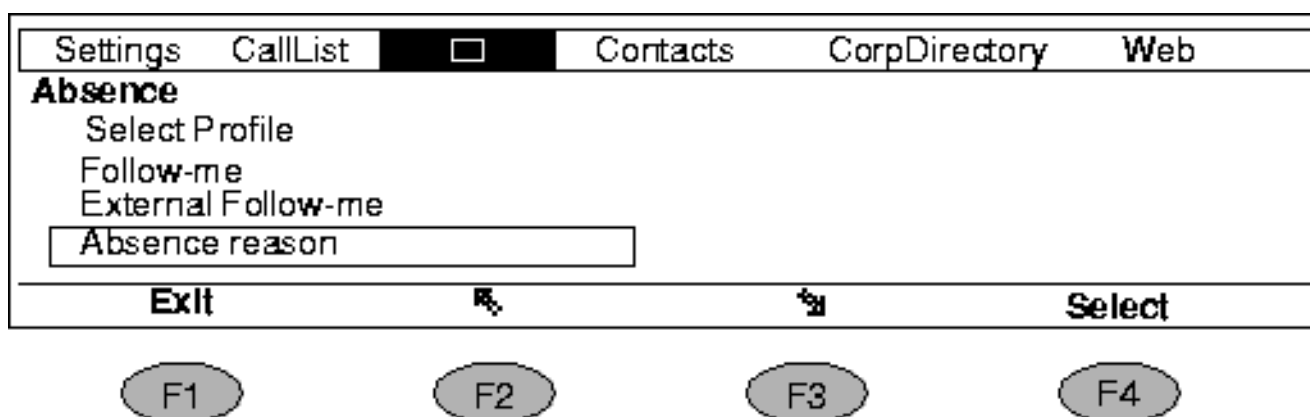 Settings CallList Contacts CorpDirectory Web
Absence
Select Profile
Follow-me
External Follow-me
Absence reason
Exit Select
F1 F2 F3 F4